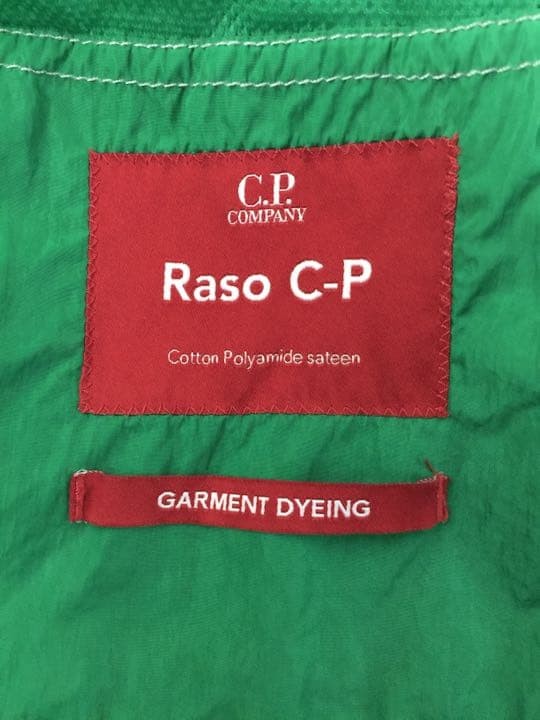 C.P.
COMPANY
Raso C-P
Cotton Polyamide sateen
GARMENT DYEING